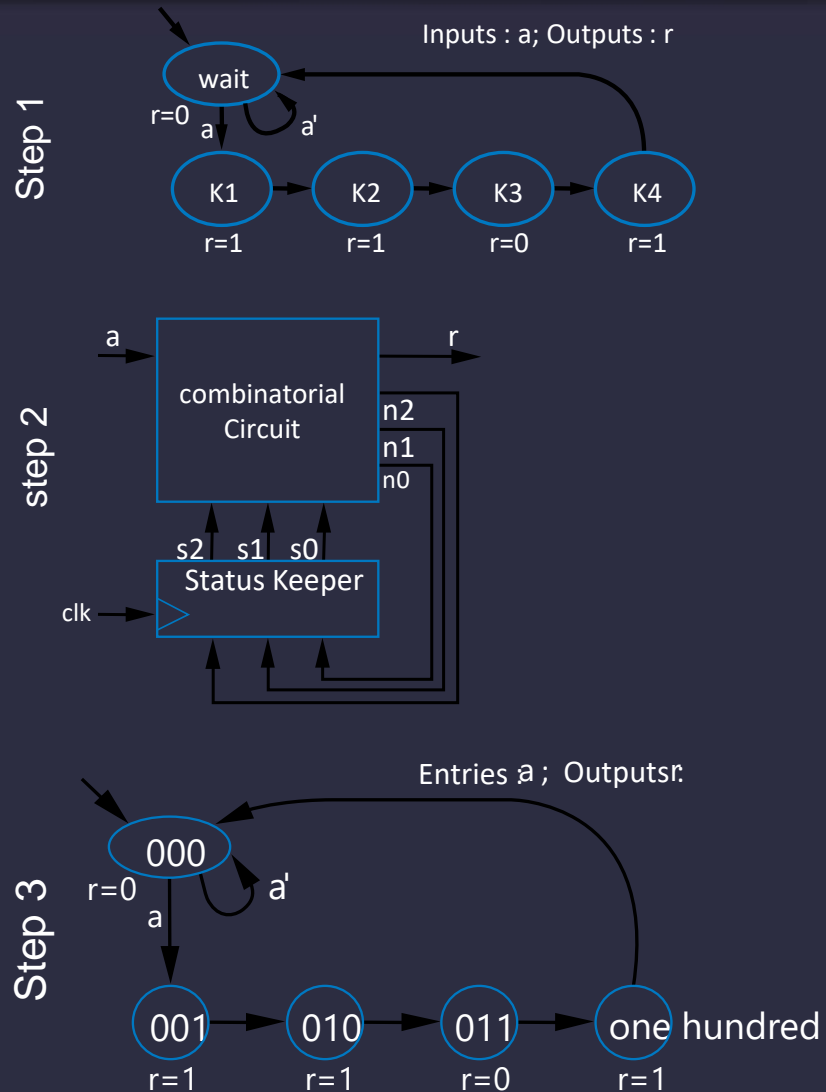 Step 1
Inputs : a; Outputs : r
wait
r=0
a
a'
K1
K2
K3
K4
r=1
r=1
r=0
r=1
step 2
a
r
combinatorial
Circuit
n2
n1
n0
s2
s1
s0
Status Keeper
clk
Step 3
Entries :a ; Outputsr:
000
r=0
a
a'
001
010
011
one hundred
r=1
r=1
r=0
r=1